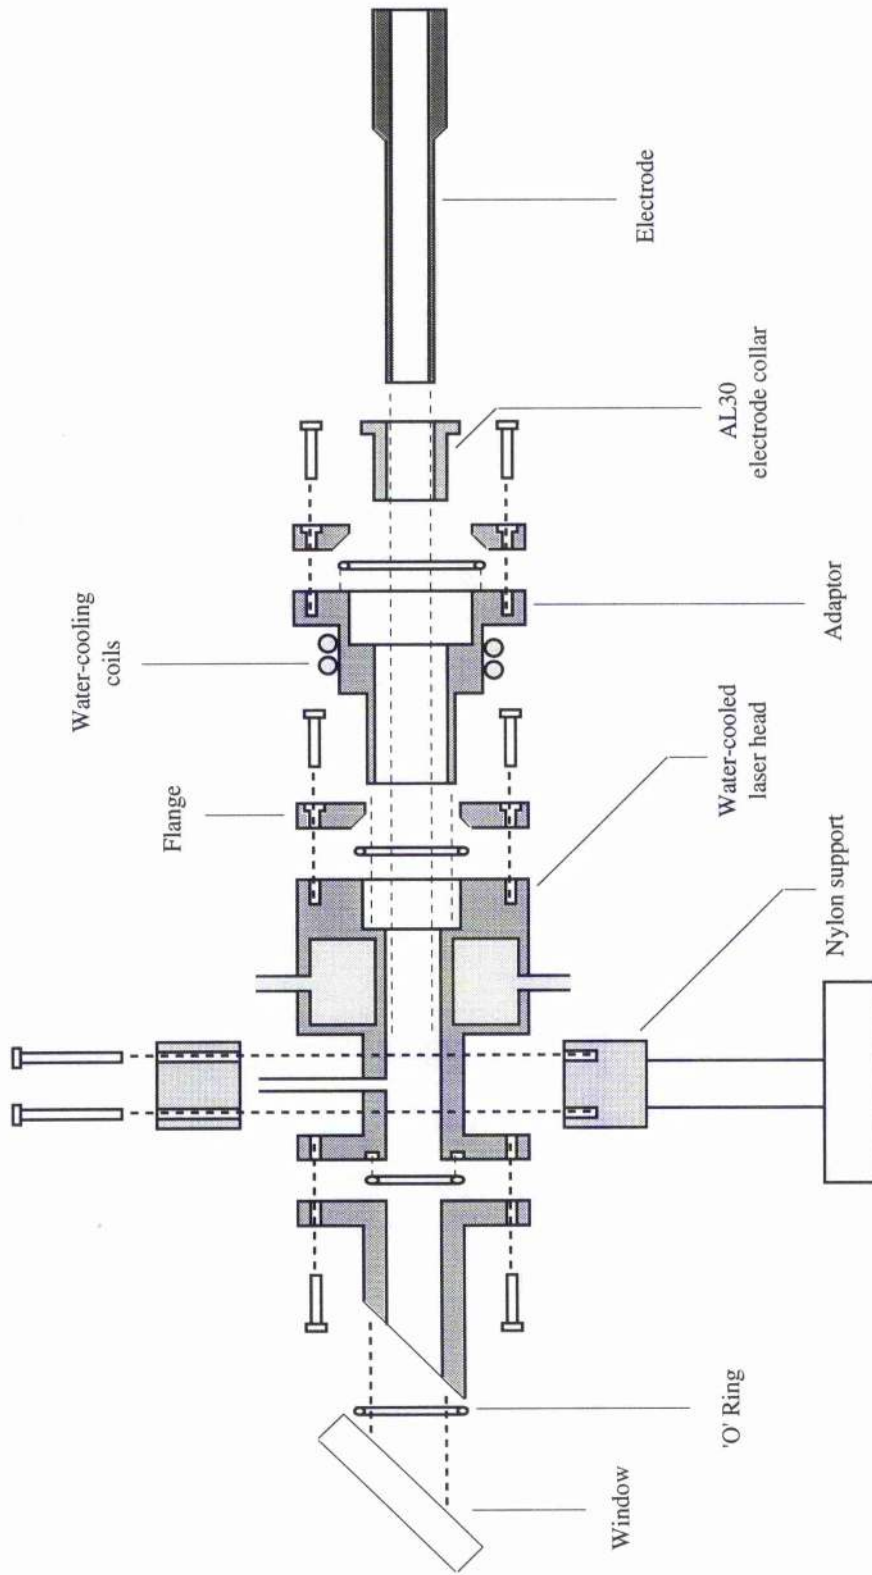 Water-cooling
coils
Flange
Electrode
AL30
electrode collar
Adaptor
Water-cooled
laser head
Nylon support
'O' Ring
Window